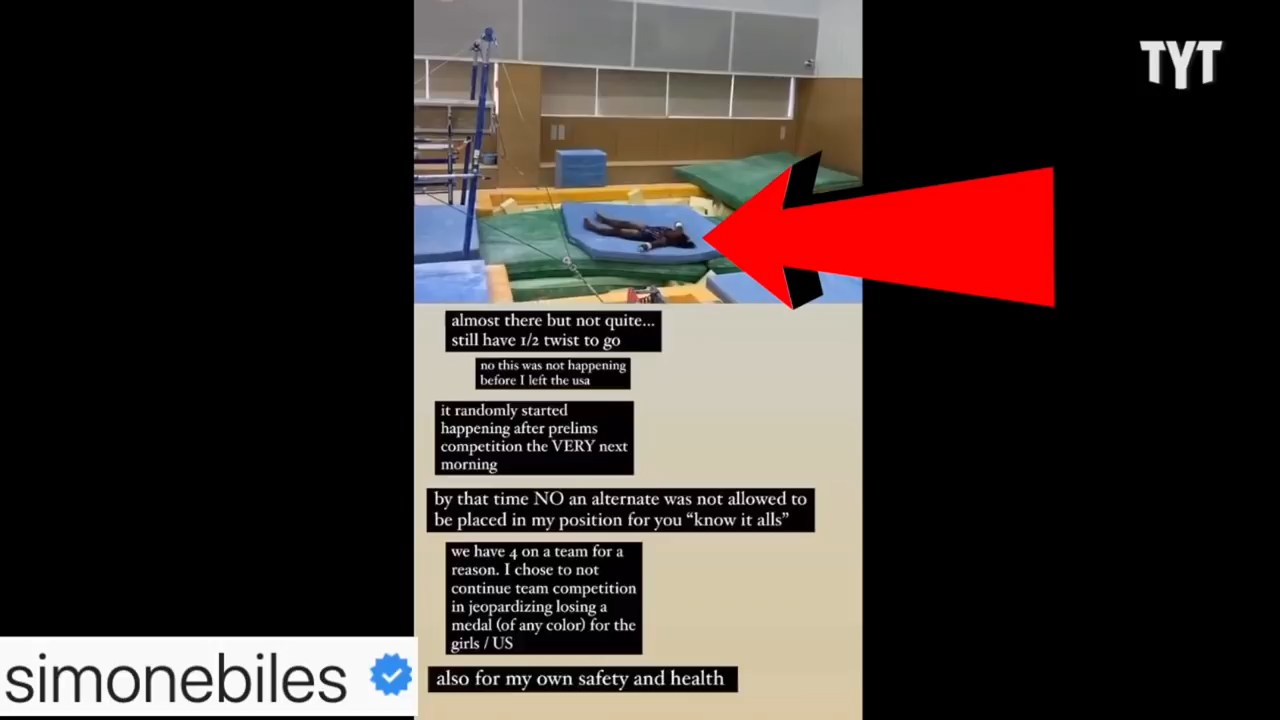 TYT
almost there but not quite...
still have 1/2 twist to go
no this was not happening
before I left the usa
it randomly started
happening after prelims
competition the VERY next
morning
by that time NO an alternate was not allowed to
be placed in my position for you “know it alls”
we have 4 on a team for a
reason. I chose to not
continue team competition
in jeopardizing losing a
medal (of any color) for the
girls / US
also for my own safety and health
simonebiles